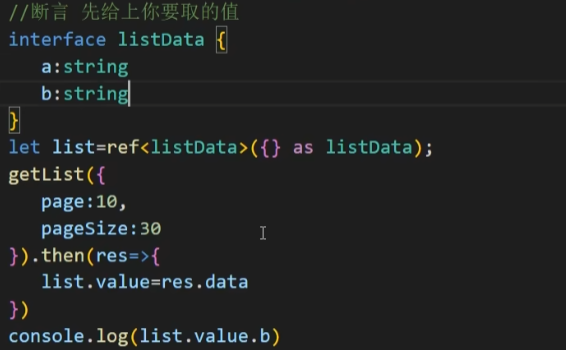 //断言 先给上你要取的值
interface listData {
a:string
b:string
}
let list=ref<listData>({} as listData);
getList({
page:10,
pageSize:30
}).then(res=>{
list.value=res.data
})
console.log(list.value.b)